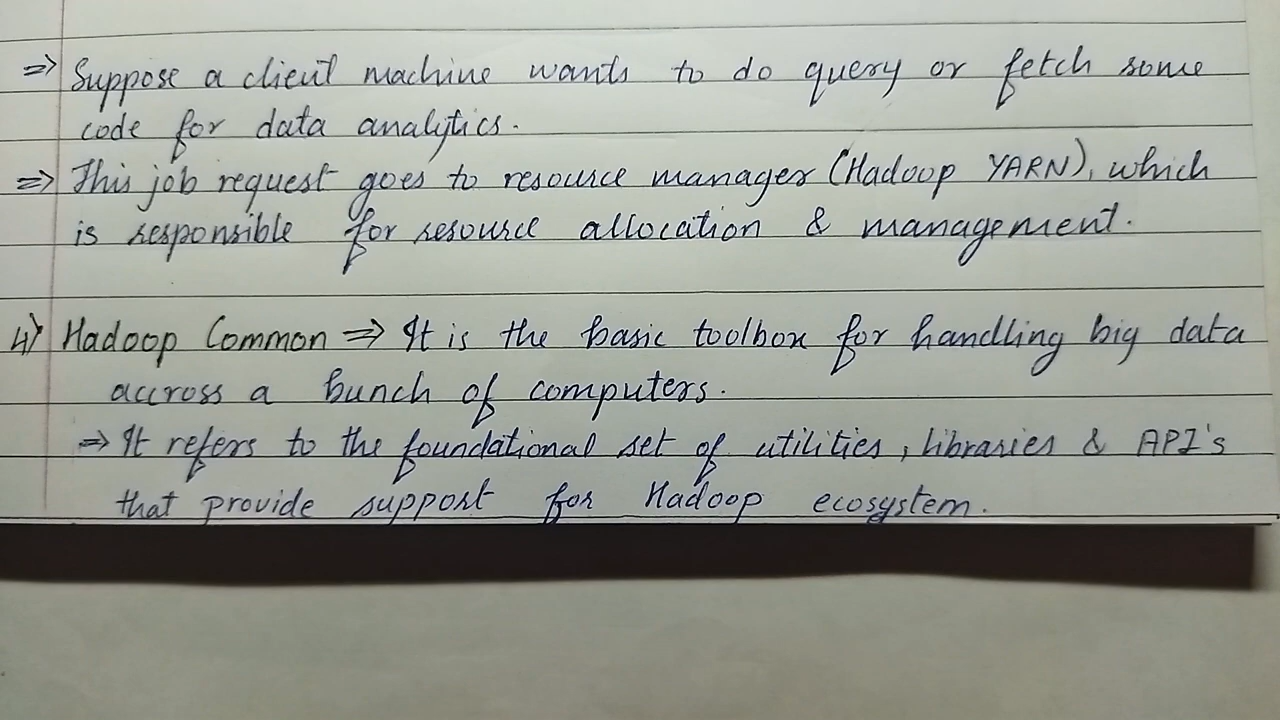 => Suppose a client machine wants to do query or fetch some
code for data analytics.
=> This job request goes to resource manager (Hadoop YARN), which
is responsible for resource allocation & management.
4) Hadoop Common => It is the basic toolbox for handling big data
accross a bunch of computers.
=> It refers to the foundational set of utilities, libraries & API's
that provide support for Hadoop ecosystem.